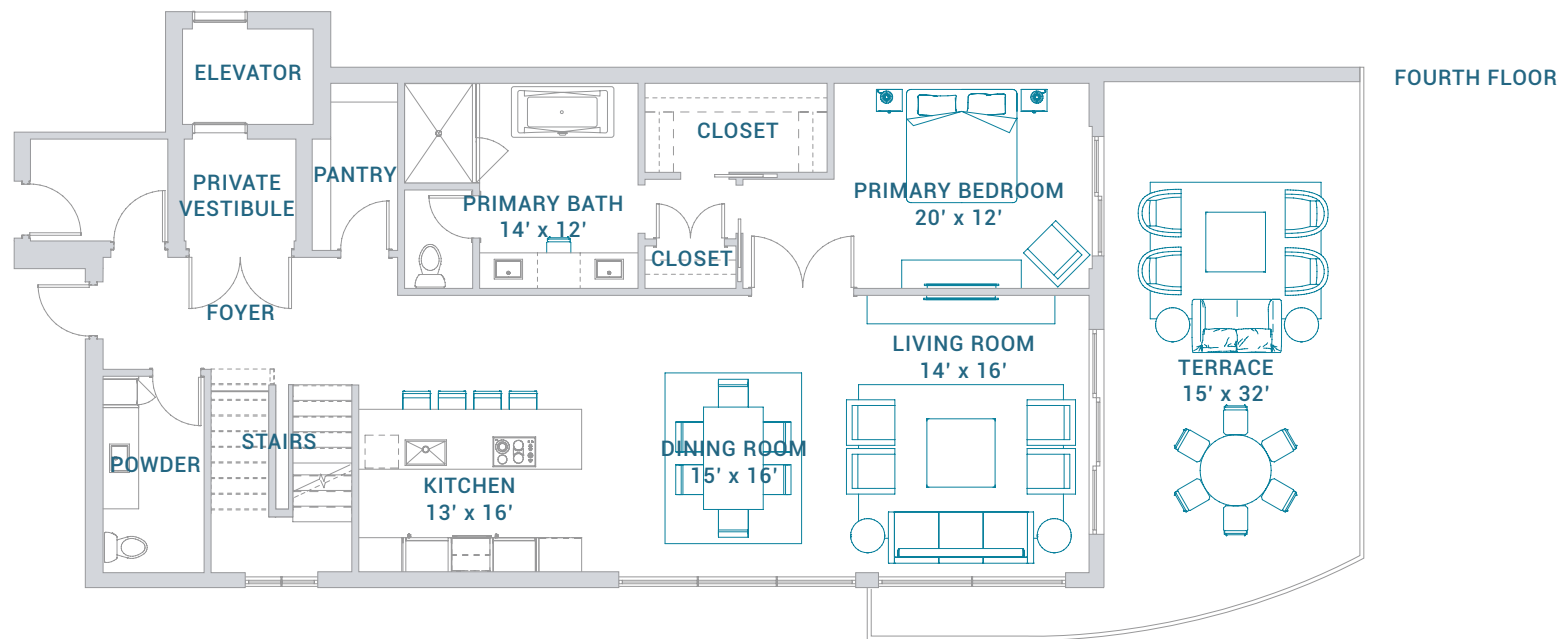 FOURTH FLOOR
ELEVATOR
CLOSET
PANTRY
PRIVATE
VESTIBULE
PRIMARY BATH
14' x 12'
PRIMARY BEDROOM
20' x 12'
CLOSET
FOYER
LIVING ROOM
14' x 16'
TERRACE
15' x 32'
STAIRS
DINING ROOM
15' x 16'
POWDER
KITCHEN
13' x 16'